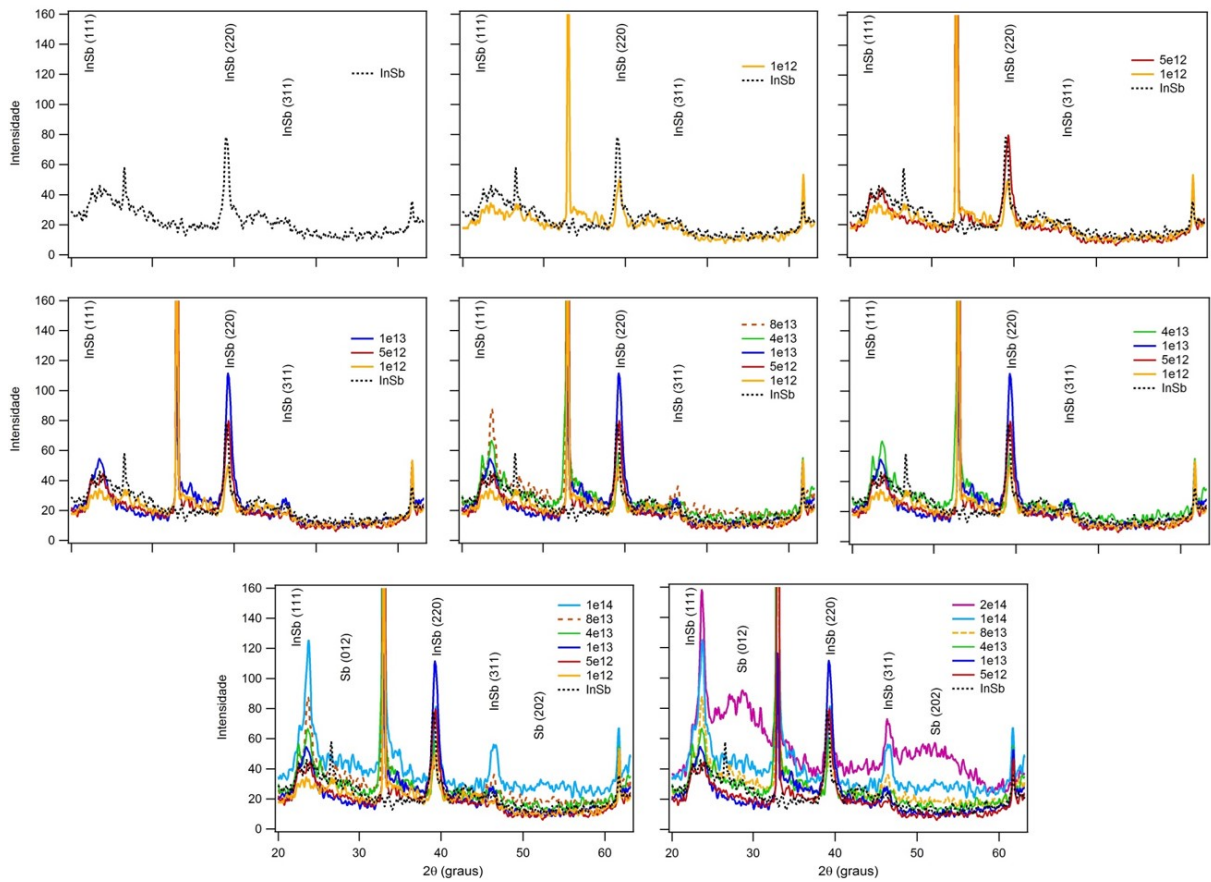 160
140
120
100
80
60
40
20
0
Intensidade
InSb (111)
InSb (220)
InSb (311)
InSb
InSb (111)
InSb (220)
InSb (311)
1e12
InSb
InSb (111)
InSb (220)
InSb (311)
5e12
1e12
InSb
160
140
120
100
80
60
40
20
0
Intensidade
InSb (111)
InSb (220)
InSb (311)
1e13
5e12
1e12
InSb
InSb (111)
InSb (220)
InSb (311)
8e13
4e13
1e13
5e12
1e12
InSb
InSb (111)
InSb (220)
InSb (311)
4e13
1e13
5e12
1e12
InSb
160
140
120
100
80
60
40
20
0
Intensidade
InSb (111)
Sb (012)
InSb (220)
InSb (311)
Sb (202)
1e14
8e13
4e13
1e13
5e12
1e12
InSb
20 30 40 50 60
2θ (graus)
InSb (111)
Sb (012)
InSb (220)
InSb (311)
Sb (202)
2e14
1e14
8e13
4e13
1e13
5e12
InSb
20 30 40 50 60
2θ (graus)